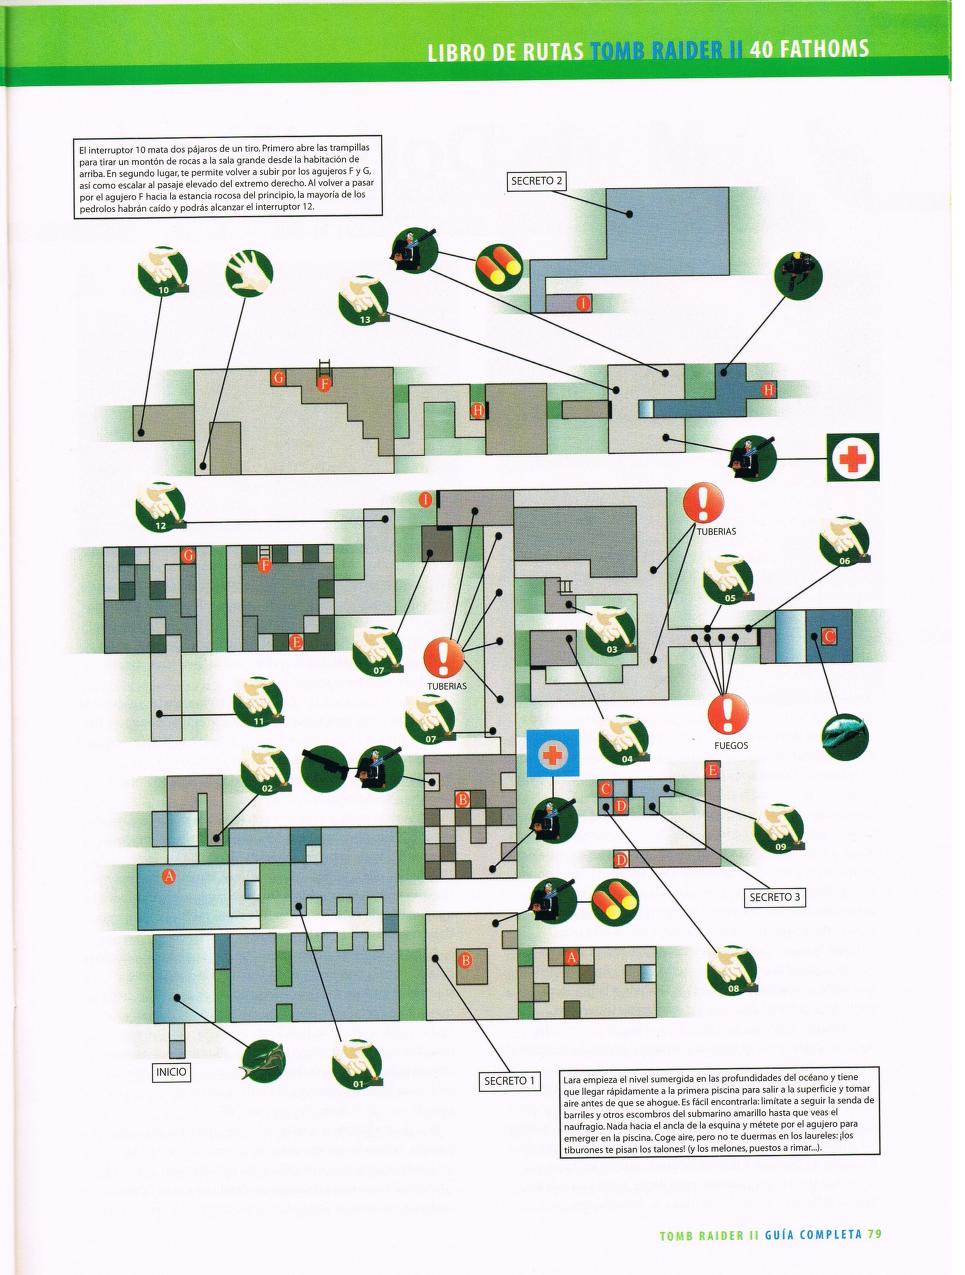 LIBRO DE RUTAS TOMB RAIDER II 40 FATHOMS
El interruptor 10 mata dos pájaros de un tiro. Primero abre las trampillas
para tirar un montón de rocas a la sala grande desde la habitación de
arriba. En segundo lugar, te permite volver a subir por los agujeros F y G,
así como escalar al pasaje elevado del extremo derecho. Al volver a pasar
por el agujero F hacia la estancia rocosa del principio, la mayoría de los
pedrolos habrán caído y podrás alcanzar el interruptor 12.
SECRETO 2
I
10
13
G
F
H
H
12
I
TUBERIAS
06
05
G
F
E
07
03
C
TUBERIAS
11
07
04
FUEGOS
02
B
E
C
D
09
D
A
SECRETO 3
B
A
08
INICIO
01
SECRETO 1
Lara empieza el nivel sumergida en las profundidades del océano y tiene
que llegar rápidamente a la primera piscina para salir a la superficie y tomar
aire antes de que se ahogue. Es fácil encontrarla: limítate a seguir la senda de
barriles y otros escombros del submarino amarillo hasta que veas el
naufragio. Nada hacia el ancla de la esquina y métete por el agujero para
emerger en la piscina. Coge aire, pero no te duermas en los laureles: ¡los
tiburones te pisan los talones! (y los melones, puestos a rimar...).
TOMB RAIDER II GUÍA COMPLETA 79